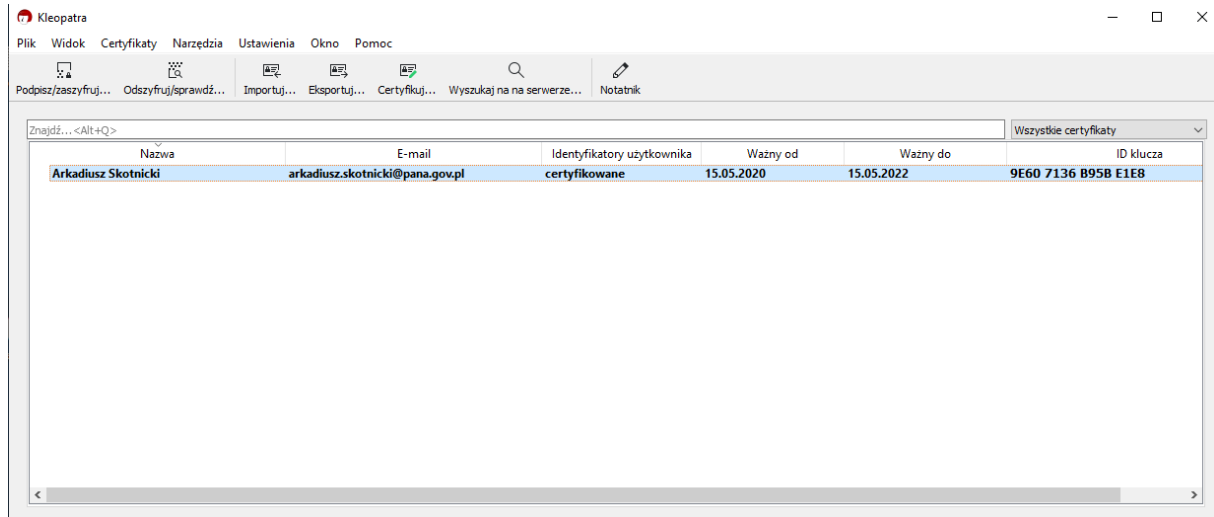 Kleopatra
Plik Widok Certyfikaty Narzędzia Ustawienia Okno Pomoc
Podpisz/zaszyfruj... Odszyfruj/sprawdź... Importuj... Eksportuj... Certyfikuj... Wyszukaj na na serwerze... Notatnik
Znajdź...<Alt+Q> Wszystkie certyfikaty
Nazwa E-mail Identyfikatory użytkownika Ważny od Ważny do ID klucza
Arkadiusz Skotnicki arkadiusz.skotnicki@pana.gov.pl certyfikowane 15.05.2020 15.05.2022 9E60 7136 B95B E1E8